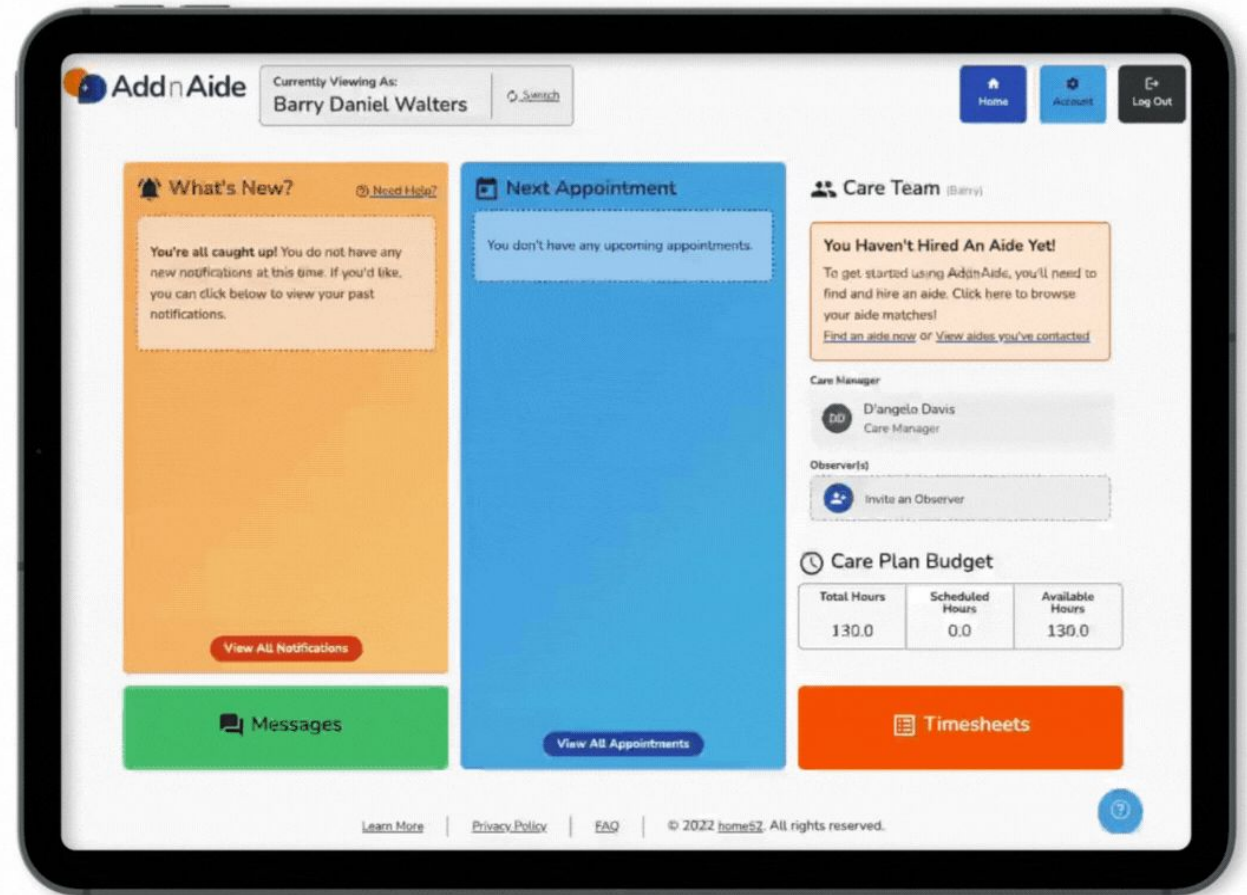 AddnAide
Currently Viewing As:
Barry Daniel Walters
Switch
Home
Account
Log Out
What's New?
Need Help?
You're all caught up! You do not have any
new notifications at this time. If you'd like,
you can click below to view your past
notifications.
View All Notifications
Messages
Next Appointment
You don't have any upcoming appointments.
View All Appointments
Care Team (Barry)
You Haven't Hired An Aide Yet!
To get started using AddnAide, you'll need to
find and hire an aide. Click here to browse
your aide matches!
Find an aide now or View aides you've contacted
Care Manager
DD
D'angelo Davis
Care Manager
Observer(s)
Invite an Observer
Care Plan Budget
Total Hours
130.0
Scheduled
Hours
0.0
Available
Hours
130.0
Timesheets
Learn More | Privacy Policy | FAQ | © 2022 home52. All rights reserved.